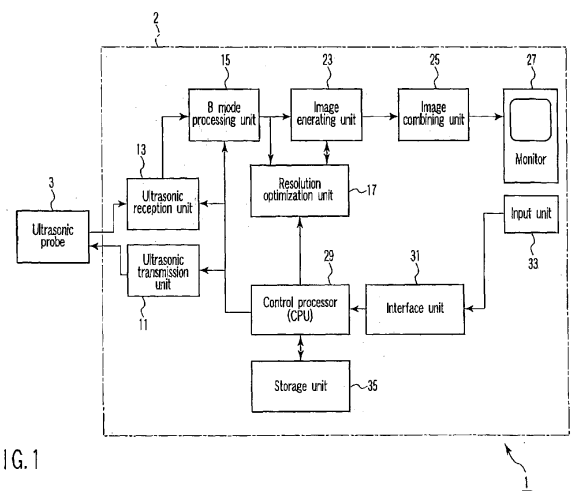 2
15
23
25
27
B mode
processing unit
Image
enerating unit
Image
combining unit
Monitor
13
Ultrasonic
reception unit
Resolution
optimization unit
17
3
Ultrasonic
probe
Input unit
33
Ultrasonic
transmission
unit
11
29
Control processor
(CPU)
31
Interface unit
Storage unit
35
IG.1
1